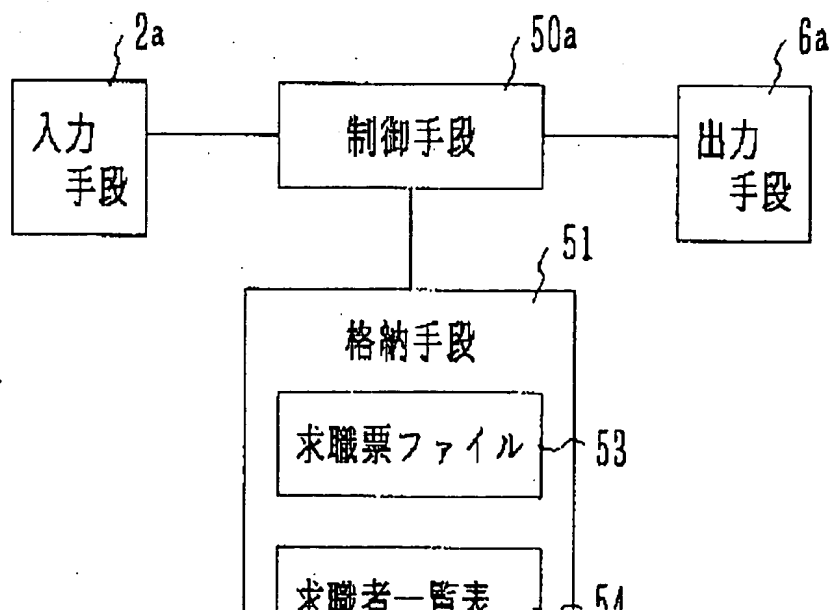 2a
50a
6a
入力
手段
制御手段
出力
手段
51
格納手段
求職票ファイル
53
求職者一覧表
54